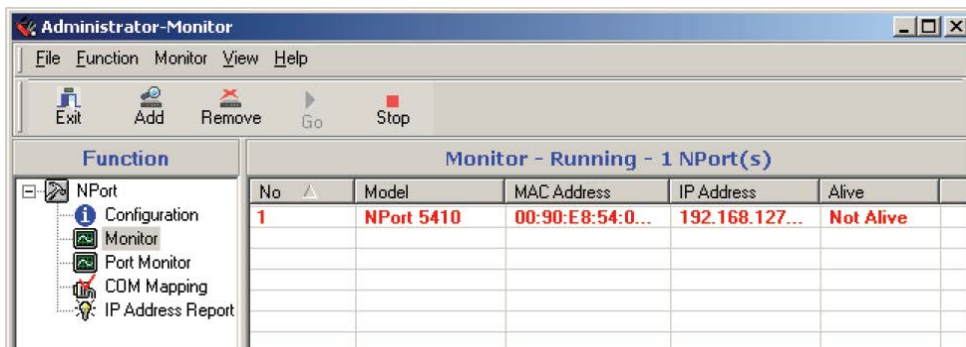 Administrator-Monitor
File Function Monitor View Help
Exit Add Remove Go Stop
Function
Monitor - Running - 1 NPort(s)
NPort
Configuration
Monitor
Port Monitor
COM Mapping
IP Address Report
No Model MAC Address IP Address Alive
1 NPort 5410 00:90:E8:54:0... 192.168.127... Not Alive